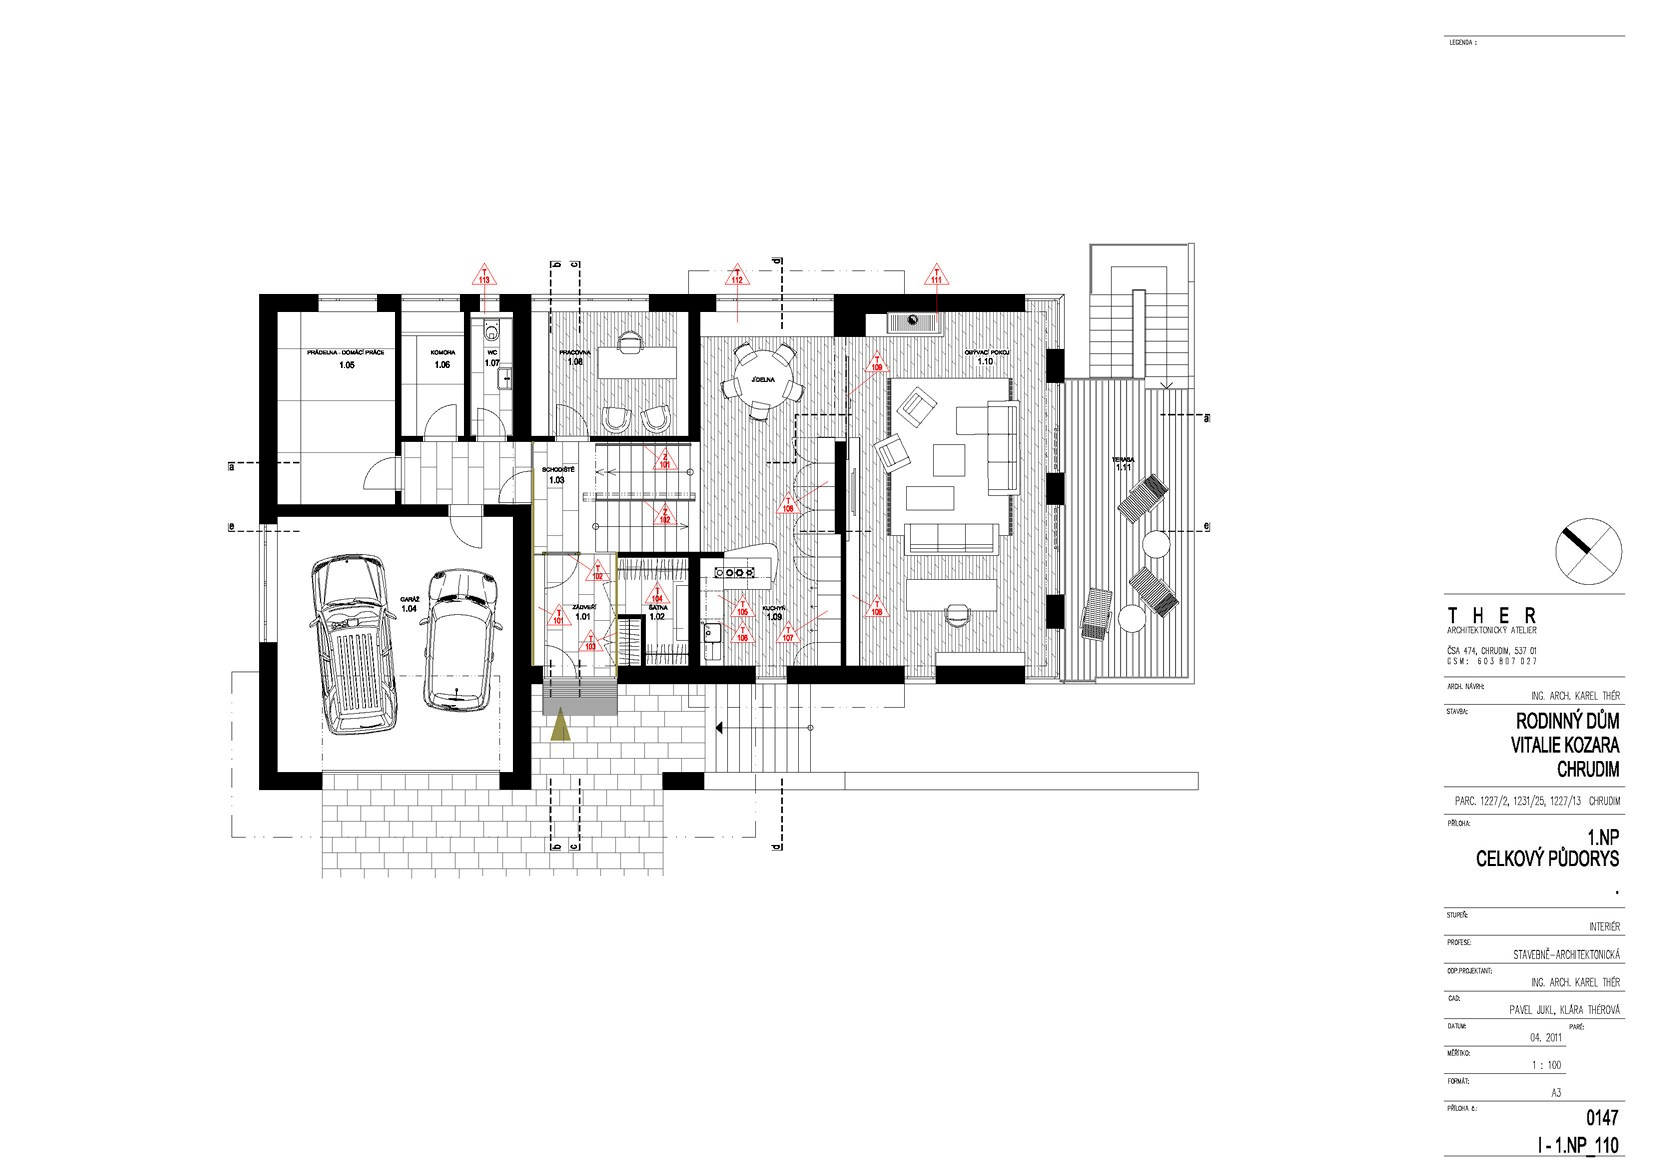 LEGENDA :
b
c
d
T
113
T
112
T
111
PRÁDELNA - DOMÁCÍ PRÁCE
1.05
KOMORA
1.06
WC
1.07
PRACOVNA
1.08
JÍDELNA
T
109
OBÝVACÍ POKOJ
1.10
a
a
TERASA
1.11
SCHODIŠTĚ
1.03
Z
101
Z
102
T
108
e
e
GARÁŽ
1.04
T
102
T
101
ZÁDVEŘÍ
1.01
T
103
T
104
ŠATNA
1.02
T
105
T
106
KUCHYŇ
1.09
T
107
T
108
b
c
d
THER
ARCHITEKTONICKÝ ATELIER
ČSA 474, CHRUDIM, 537 01
GSM: 603 807 027
ARCH. NÁVRH:
ING. ARCH. KAREL THÉR
STAVBA:
RODINNÝ DŮM
VITALIE KOZARA
CHRUDIM
PARC. 1227/2, 1231/25, 1227/13 CHRUDIM
PŘÍLOHA:
1.NP
CELKOVÝ PŮDORYS
.
STUPEŇ:
INTERIÉR
PROFESE:
STAVEBNĚ-ARCHITEKTONICKÁ
ODP.PROJEKTANT:
ING. ARCH. KAREL THÉR
CAD:
PAVEL JUKL, KLÁRA THÉROVÁ
DATUM: PARÉ:
04. 2011
MĚŘÍTKO:
1 : 100
FORMÁT:
A3
PŘÍLOHA č.:
0147
I - 1.NP_110